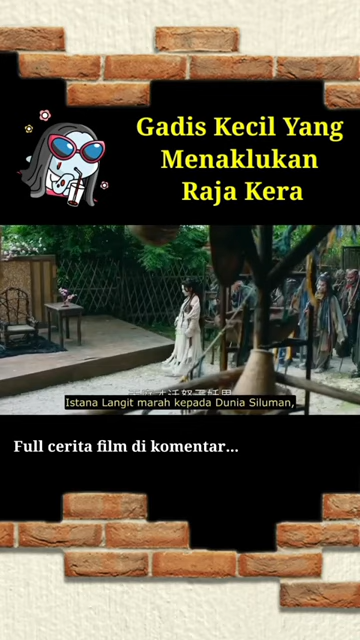 Gadis Kecil Yang
Menaklukan
Raja Kera
Istana Langit marah kepada Dunia Siluman,
Full cerita film di komentar...